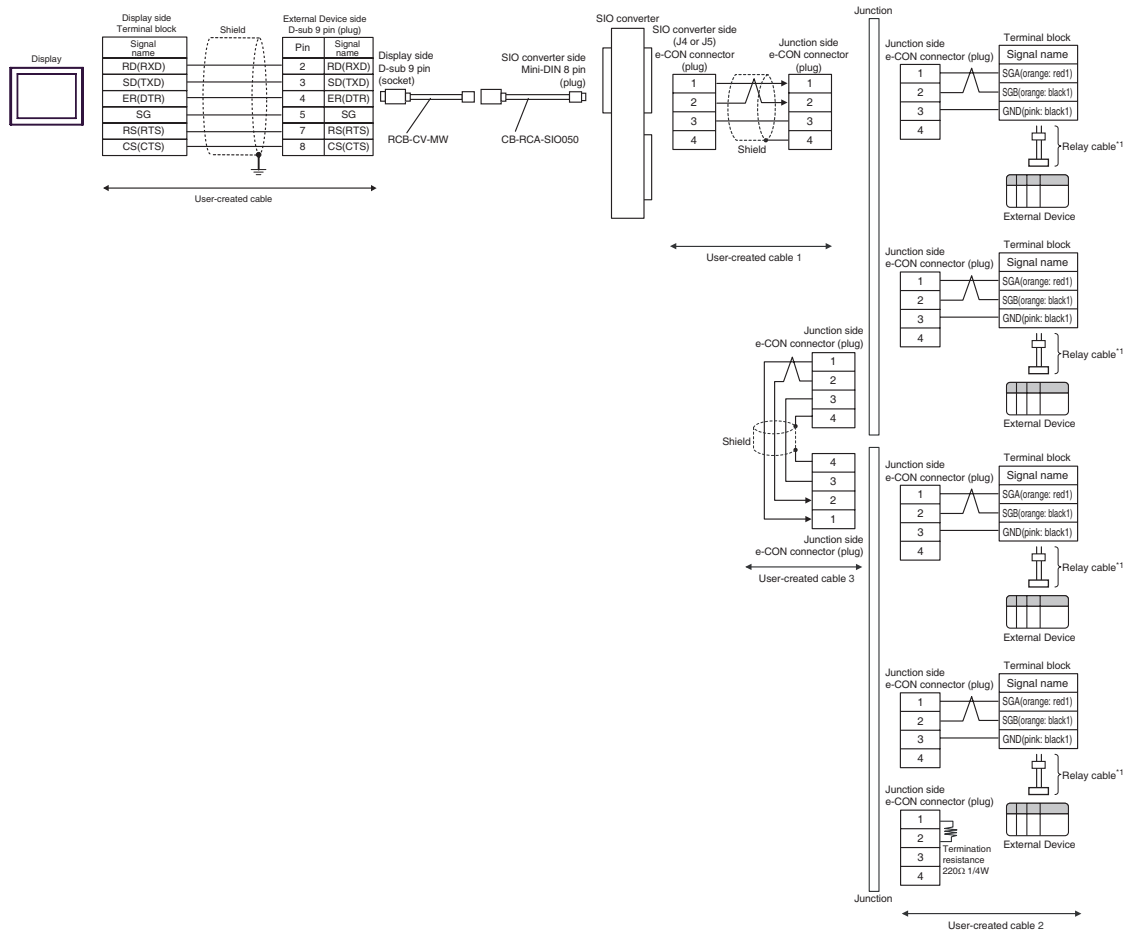 Display
Display side
Terminal block
Shield
External Device side
D-sub 9 pin (plug)
Signal
name
Pin
Signal
name
RD(RXD)
2
RD(RXD)
SD(TXD)
3
SD(TXD)
ER(DTR)
4
ER(DTR)
SG
5
SG
RS(RTS)
7
RS(RTS)
CS(CTS)
8
CS(CTS)
User-created cable
Display side
D-sub 9 pin
(socket)
RCB-CV-MW
SIO converter side
Mini-DIN 8 pin
(plug)
CB-RCA-SIO050
SIO converter
SIO converter side
(J4 or J5)
e-CON connector
(plug)
1
2
3
4
Shield
Junction side
e-CON connector
(plug)
1
2
3
4
User-created cable 1
Junction
Junction side
e-CON connector (plug)
1
2
3
4
Terminal block
Signal name
SGA(orange: red1)
SGB(orange: black1)
GND(pink: black1)
Relay cable*1
External Device
Junction side
e-CON connector (plug)
1
2
3
4
Terminal block
Signal name
SGA(orange: red1)
SGB(orange: black1)
GND(pink: black1)
Relay cable*1
External Device
Junction side
e-CON connector (plug)
1
2
3
4
Shield
4
3
2
1
Junction side
e-CON connector (plug)
User-created cable 3
Junction side
e-CON connector (plug)
1
2
3
4
Terminal block
Signal name
SGA(orange: red1)
SGB(orange: black1)
GND(pink: black1)
Relay cable*1
External Device
Junction side
e-CON connector (plug)
1
2
3
4
Terminal block
Signal name
SGA(orange: red1)
SGB(orange: black1)
GND(pink: black1)
Relay cable*1
External Device
Junction side
e-CON connector (plug)
1
2
3
4
Termination
resistance
220Ω 1/4W
Junction
User-created cable 2